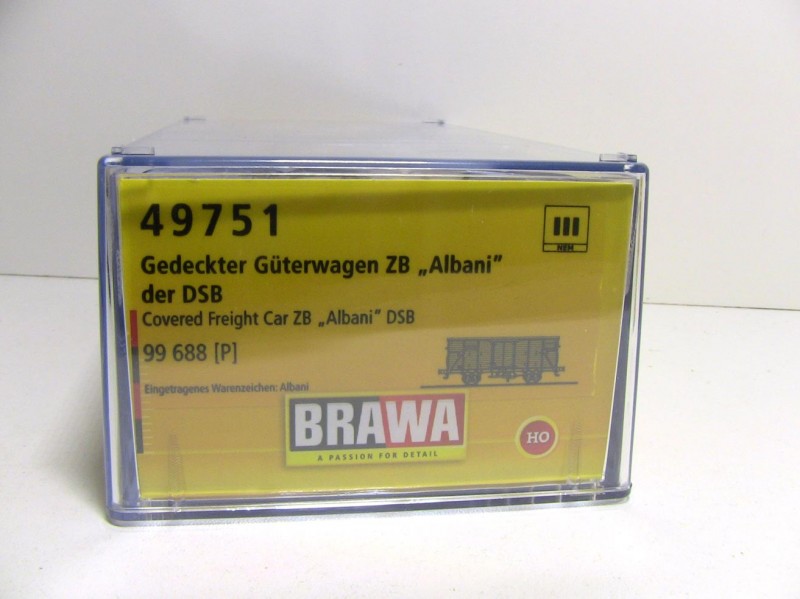 49751
III
NEM
Gedeckter Güterwagen ZB „Albani”
der DSB
Covered Freight Car ZB „Albani” DSB
99 688 [P]
Eingetragenes Warenzeichen: Albani
BRAWA
A PASSION FOR DETAIL
HO